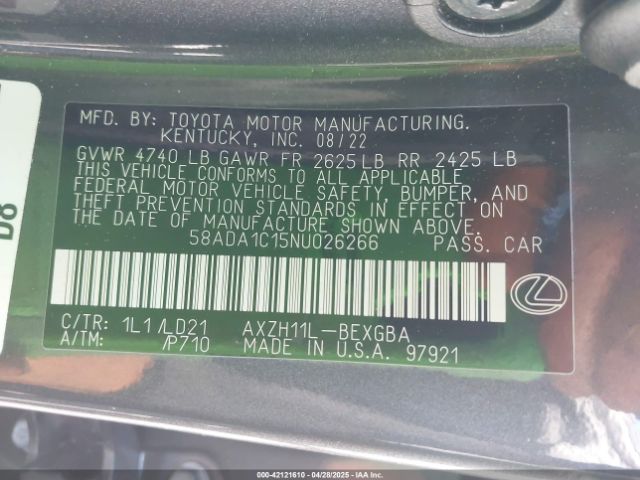 MFD. BY: TOYOTA MOTOR MANUFACTURING.
KENTUCKY, INC. 08/22
GVWR 4740 LB GAWR FR 2625 LB RR 2425 LB
THIS VEHICLE CONFORMS TO ALL APPLICABLE
FEDERAL MOTOR VEHICLE SAFETY, BUMPER, AND
THEFT PREVENTION STANDARDS IN EFFECT ON
THE DATE OF MANUFACTURE SHOWN ABOVE.
58ADA1C15NU026266 PASS. CAR
C/TR: 1L1/LD21 AXZH11L-BEXGBA
A/TM: /P710 MADE IN U.S.A. 97921
D8
000-42121610 04/28/2025 - IAAI.COM